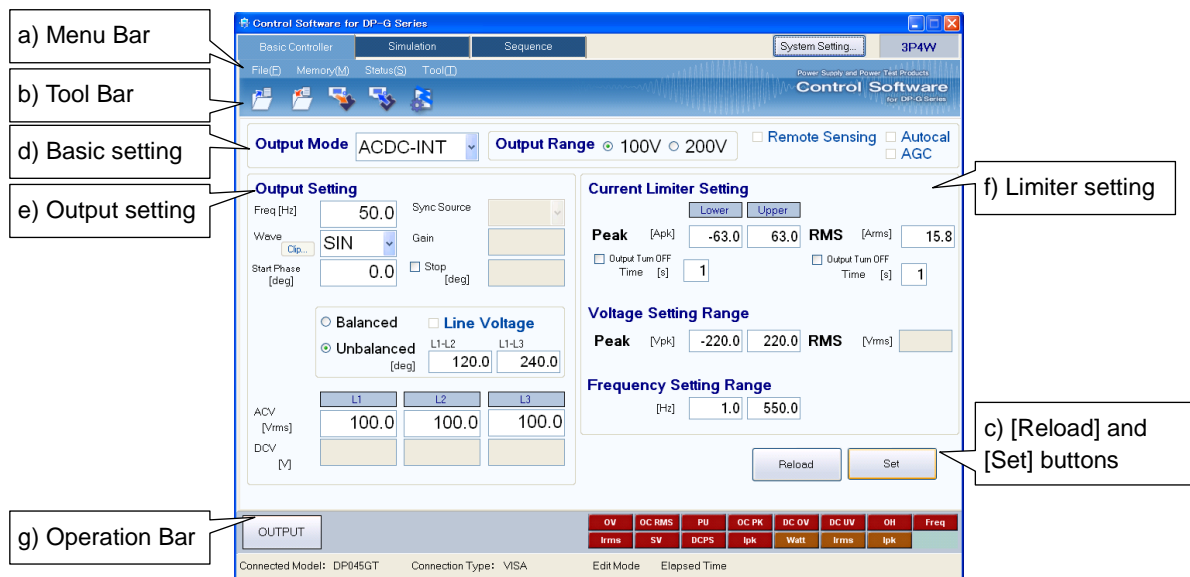 a) Menu Bar
b) Tool Bar
d) Basic setting
e) Output setting
g) Operation Bar
f) Limiter setting
c) [Reload] and
[Set] buttons
Control Software for DP-G Series
Basic Controller Simulation Sequence System Setting... 3P4W
File(F) Memory(M) Status(S) Tool(T)
Power Supply and Power Test Products
Control Software
for DP-G Series
Output Mode ACDC-INT Output Range 100V 200V Remote Sensing Autocal
AGC
Output Setting
Freq [Hz] 50.0 Sync Source
Wave Clip... SIN Gain
Start Phase
[deg] 0.0 Stop
[deg]
Balanced Line Voltage
Unbalanced L1-L2 L1-L3
[deg] 120.0 240.0
L1 L2 L3
ACV
[Vrms] 100.0 100.0 100.0
DCV
[V]
Current Limiter Setting
Lower Upper
Peak [Apk] -63.0 63.0 RMS [Arms] 15.8
Output Turn OFF Output Turn OFF
Time [s] 1 Time [s] 1
Voltage Setting Range
Peak [Vpk] -220.0 220.0 RMS [Vrms]
Frequency Setting Range
[Hz] 1.0 550.0
Reload Set
OUTPUT
OV OC RMS PU OC PK DC OV DC UV OH Freq
Irms SV DCPS Ipk Watt Irms Ipk
Connected Model: DP045GT Connection Type: VISA Edit Mode Elapsed Time